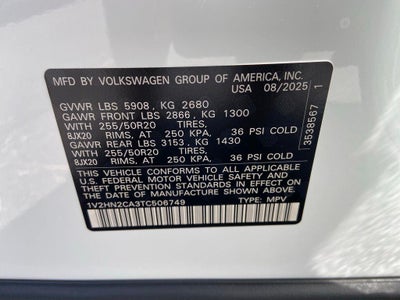 MFD BY VOLKSWAGEN GROUP OF AMERICA, INC.
USA 08/2025
GVWR LBS 5908, KG 2680
GAWR FRONT LBS 2866, KG 1300
WITH 255/50R20 TIRES,
8JX20 RIMS, AT 250 KPA, 36 PSI COLD
GAWR REAR LBS 3153, KG 1430
WITH 255/50R20 TIRES,
8JX20 RIMS, AT 250 KPA, 36 PSI COLD
THIS VEHICLE CONFORMS TO ALL APPLICABLE
U.S. FEDERAL MOTOR VEHICLE SAFETY AND
THEFT PREVENTION STANDARDS IN EFFECT ON
THE DATE OF MANUFACTURE SHOWN ABOVE.
1V2HN2CA3TC506749 TYPE: MPV
3538567 1